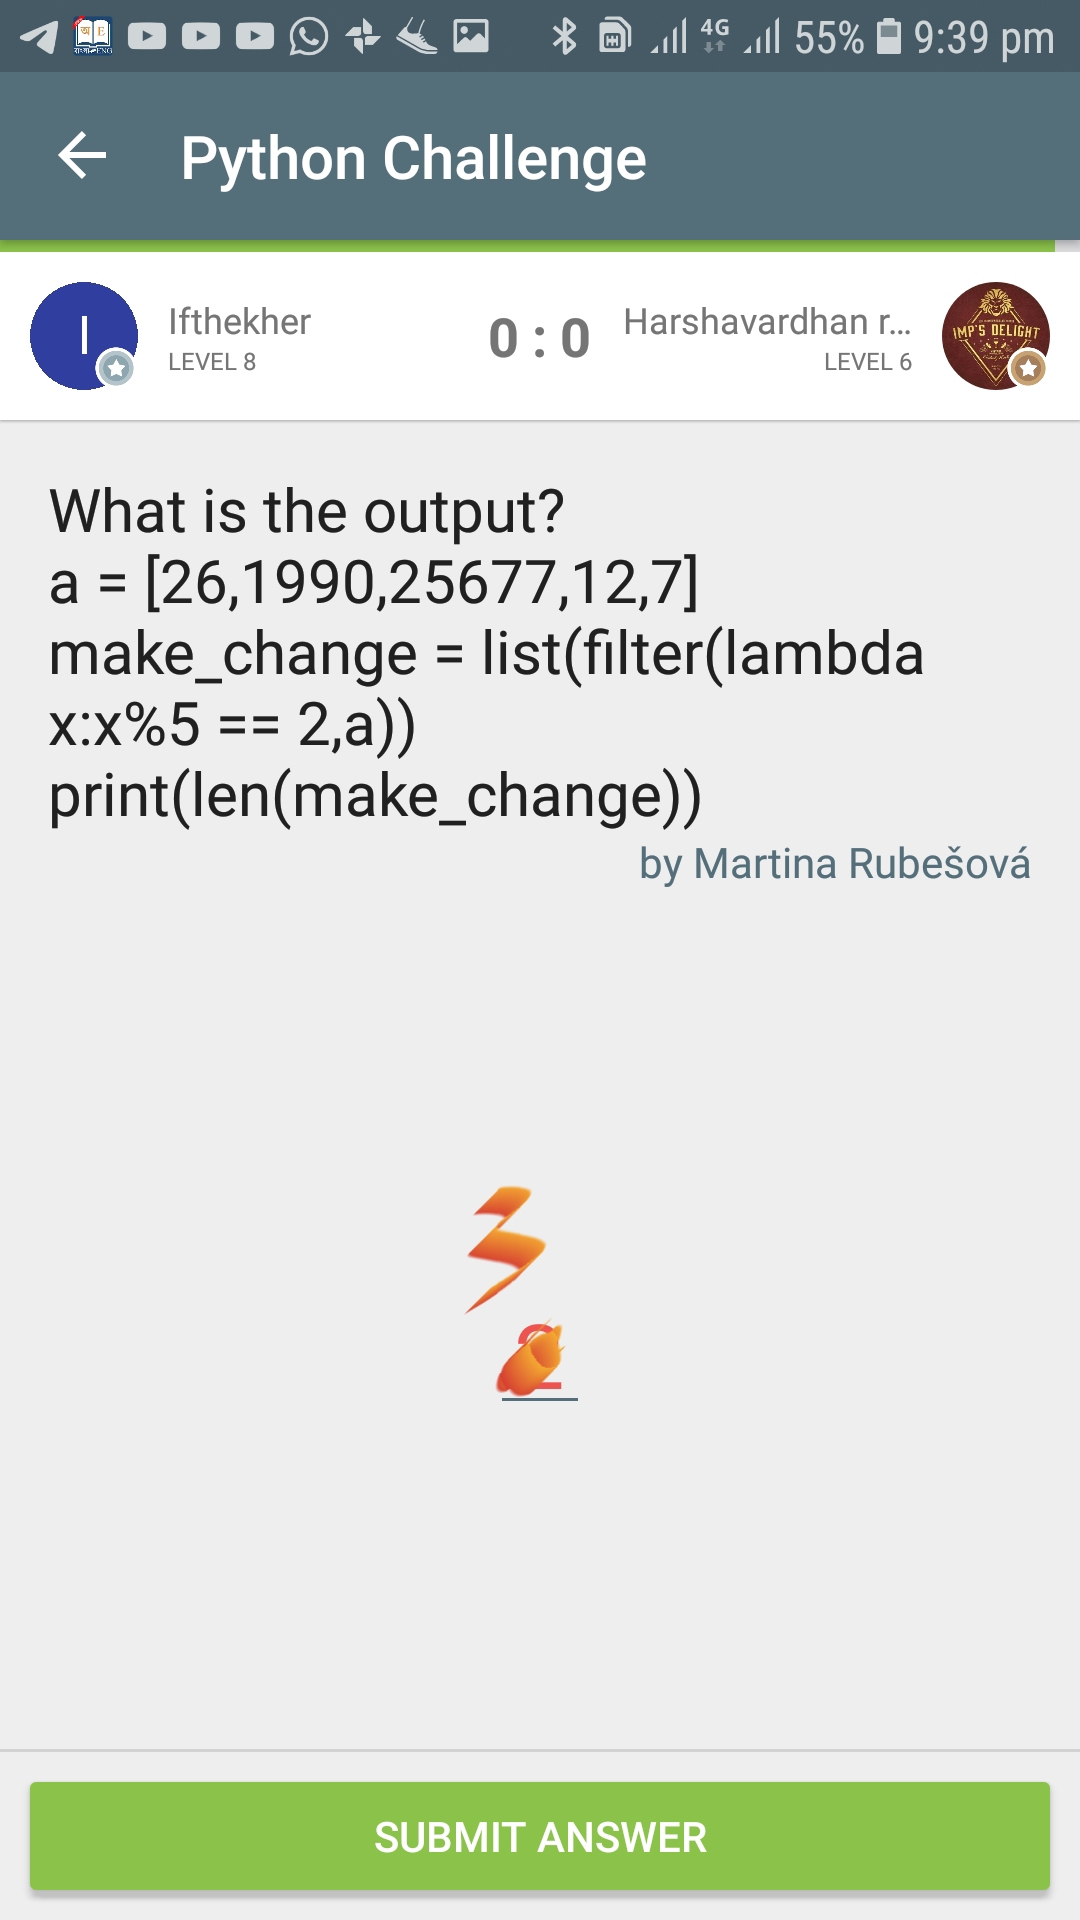 55% 9:39 pm
4G
Python Challenge
I
Ifthekher
LEVEL 8
0 : 0
Harshavardhan r...
LEVEL 6
IMP'S DELIGHT
What is the output?
a = [26,1990,25677,12,7]
make_change = list(filter(lambda
x:x%5 == 2,a))
print(len(make_change))
by Martina Rubešová
3
SUBMIT ANSWER